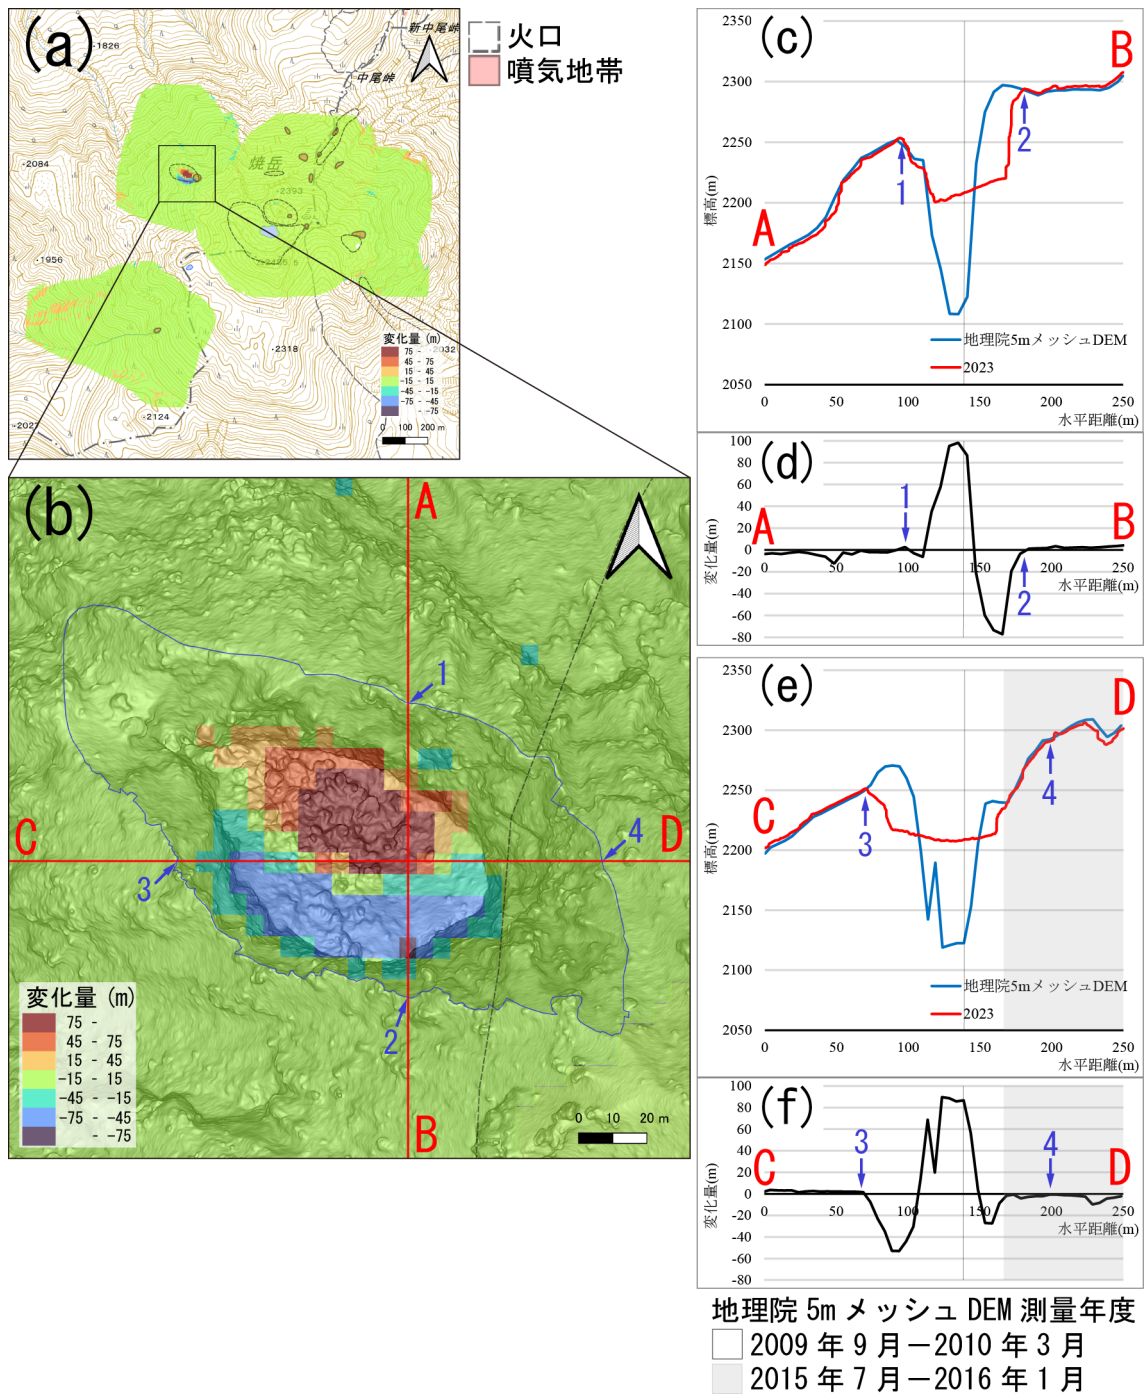 (a)
・1826
新中尾峠
中尾峠
火口
噴気地帯
・2084
焼岳
・2393
・1956
・2455.5
・2318
・2032
・2124
・2027
変化量 (m)
75 -
45 - 75
15 - 45
-15 - 15
-45 - -15
-75 - -45
- -75
0 100 200 m
(b)
A
1
C
D
4
3
2
B
変化量 (m)
75 -
45 - 75
15 - 45
-15 - 15
-45 - -15
-75 - -45
- -75
0 10 20 m
(c)
2350
2300
2250
2200
2150
2100
2050
標高(m)
A
B
1
2
地理院5mメッシュDEM
2023
0 50 100 150 200 250
水平距離(m)
(d)
100
80
60
40
20
0
-20
-40
-60
-80
変化量(m)
A
B
1
2
0 50 100 150 200 250
水平距離(m)
(e)
2350
2300
2250
2200
2150
2100
2050
標高(m)
C
D
3
4
地理院5mメッシュDEM
2023
0 50 100 150 200 250
水平距離(m)
(f)
100
80
60
40
20
0
-20
-40
-60
-80
変化量(m)
C
D
3
4
0 50 100 150 200 250
水平距離(m)
地理院 5m メッシュ DEM 測量年度
2009 年 9 月－2010 年 3 月
2015 年 7 月－2016 年 1 月